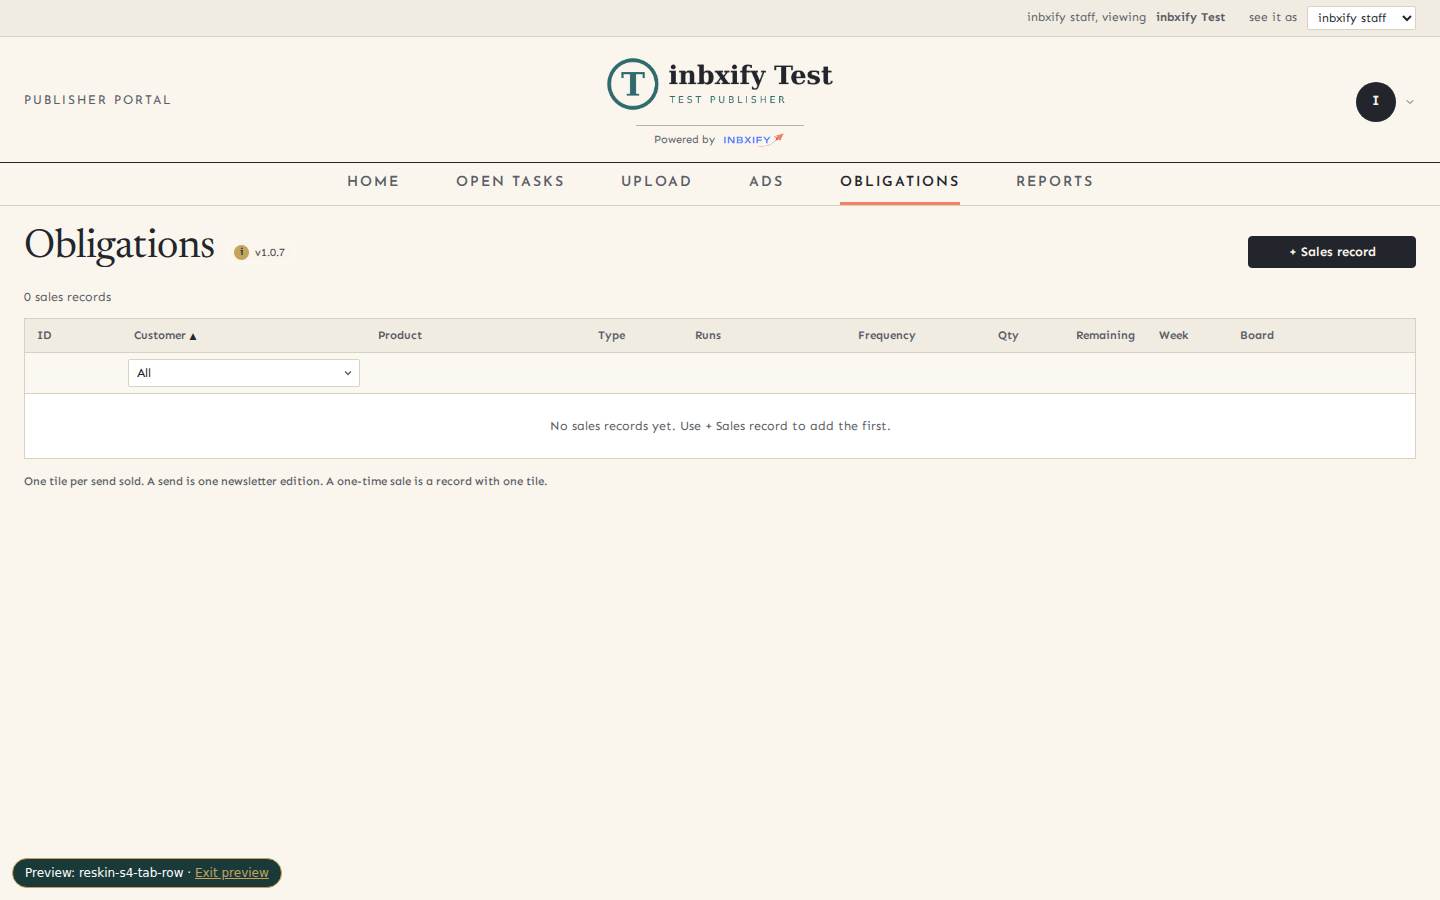 inbxify staff, viewing inbxify Test see it as inbxify staff
PUBLISHER PORTAL
T inbxify Test
TEST PUBLISHER
Powered by INBXIFY
I
HOME OPEN TASKS UPLOAD ADS OBLIGATIONS REPORTS
Obligations i v1.0.7
+ Sales record
0 sales records
ID Customer ▲ Product Type Runs Frequency Qty Remaining Week Board
All
No sales records yet. Use + Sales record to add the first.
One tile per send sold. A send is one newsletter edition. A one-time sale is a record with one tile.
Preview: reskin-s4-tab-row · Exit preview